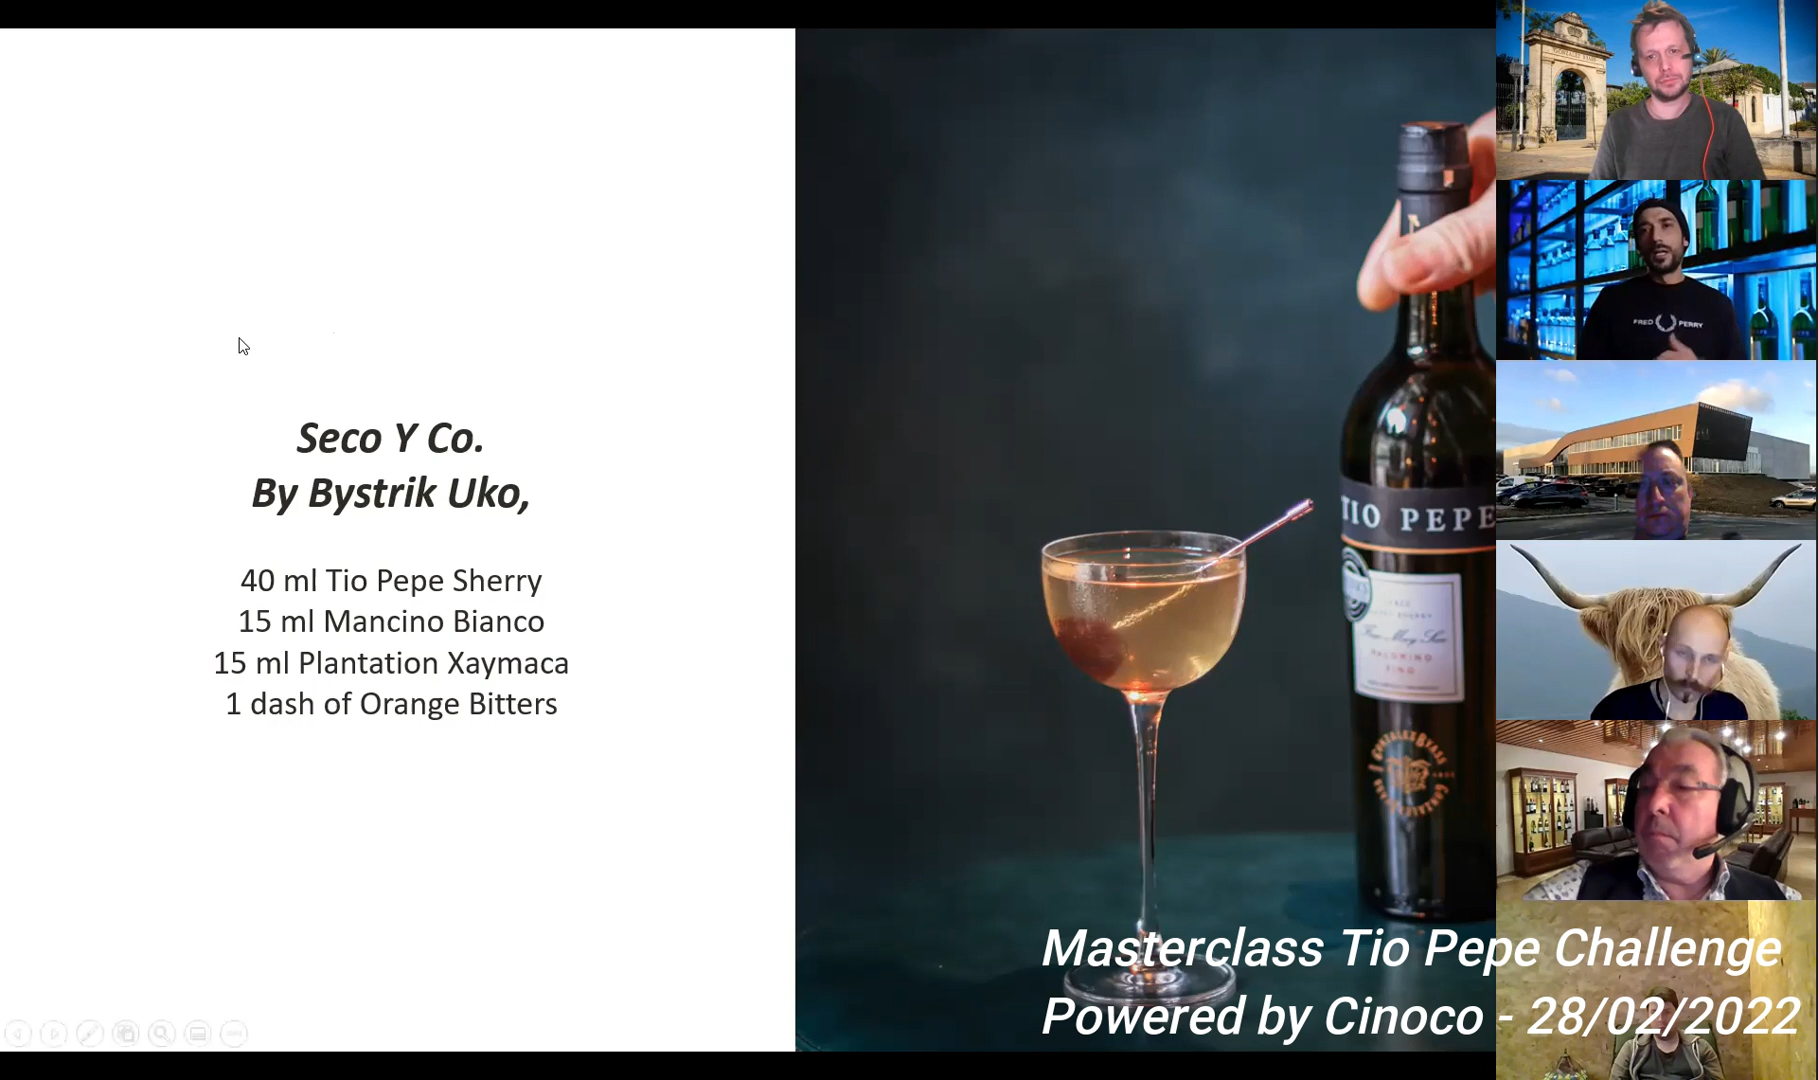 Seco Y Co.
By Bystrik Uko,
40 ml Tio Pepe Sherry
15 ml Mancino Bianco
15 ml Plantation Xaymaca
1 dash of Orange Bitters
TIO PEPE
PALOMINO
FINO
FRED PERRY
Masterclass Tio Pepe Challenge
Powered by Cinoco - 28/02/2022